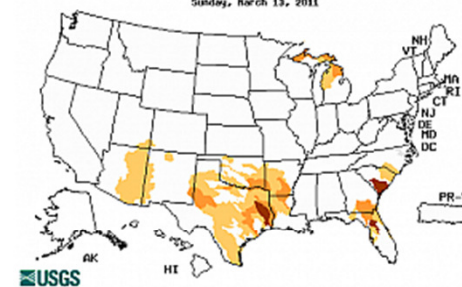 Sunday, March 13, 2011
NH
VT
MA
RI
CT
NJ
DE
MD
DC
PR-
AK
HI
USGS